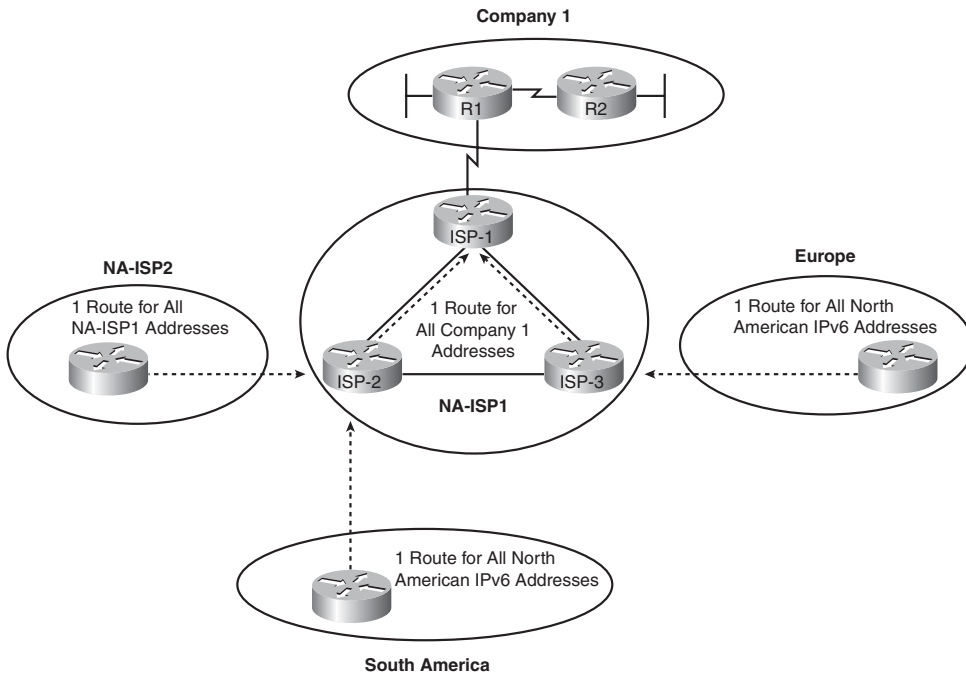 Company 1
R1
R2
ISP-1
NA-ISP2
1 Route for All
NA-ISP1 Addresses
1 Route for
All Company 1
Addresses
Europe
1 Route for All North
American IPv6 Addresses
ISP-2
ISP-3
NA-ISP1
1 Route for All North
American IPv6 Addresses
South America